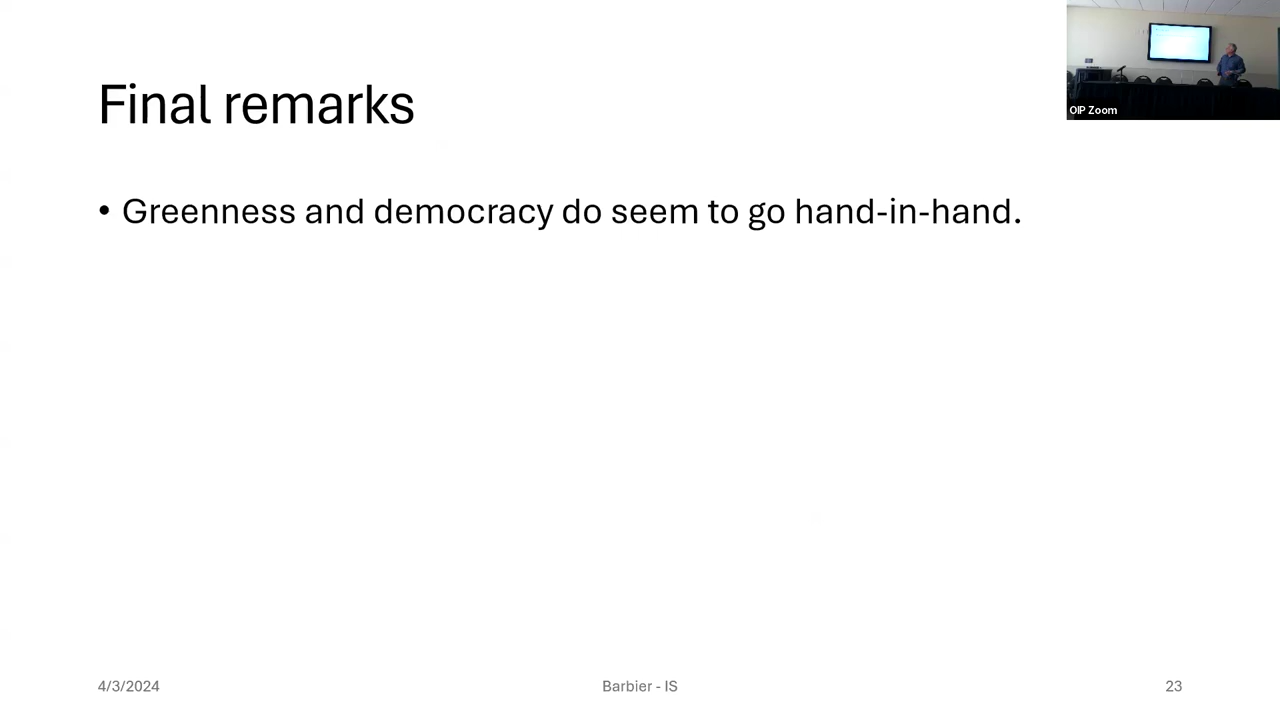 OIP Zoom
Final remarks
• Greenness and democracy do seem to go hand-in-hand.
4/3/2024
Barbier - IS
23